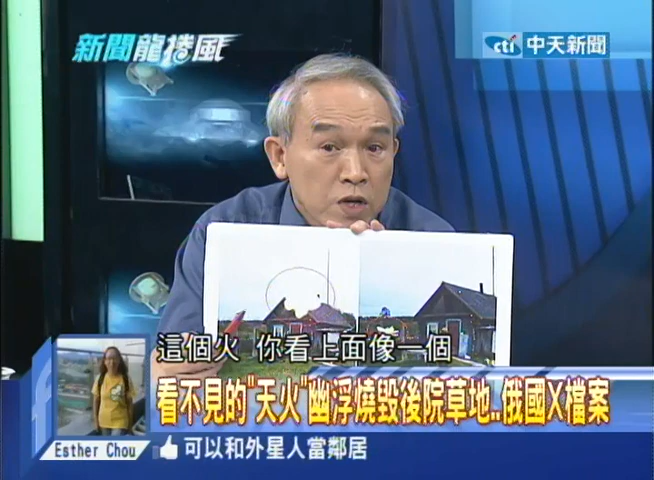 新聞龍捲風
cti 中天新聞
這個火 你看上面像一個
看不見的"天火"幽浮燒毀後院草地..俄國X檔案
Esther Chou
可以和外星人當鄰居